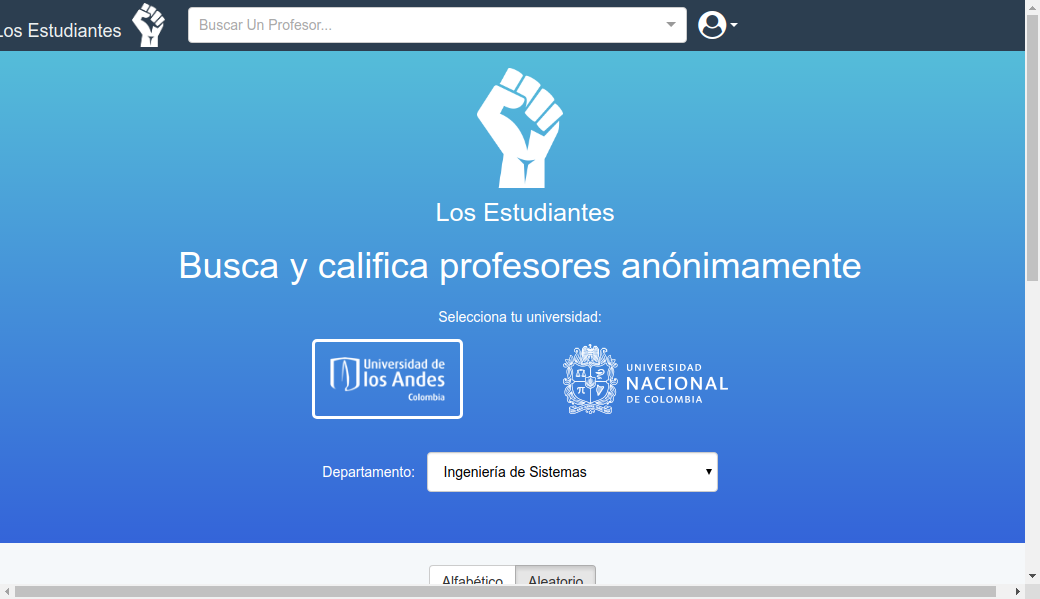 Los Estudiantes
Buscar Un Profesor...
Los Estudiantes
Busca y califica profesores anónimamente
Selecciona tu universidad:
Universidad de
los Andes
Colombia
UNIVERSIDAD
NACIONAL
DE COLOMBIA
Departamento: Ingeniería de Sistemas
Alfabético Aleatorio